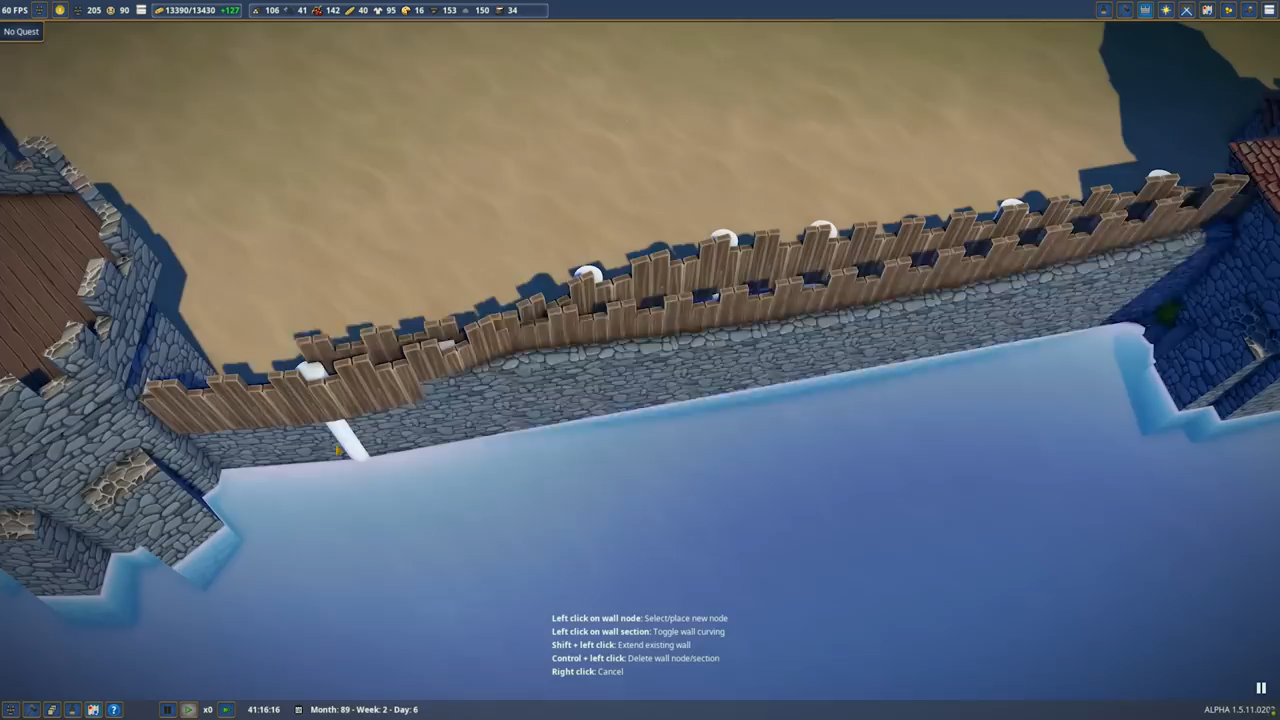 60 FPS 205 90 13390/13430 +127 106 41 142 40 95 16 153 150 34
No Quest
Left click on wall node: Select/place new node
Left click on wall section: Toggle wall curving
Shift + left click: Extend existing wall
Control + left click: Delete wall node/section
Right click: Cancel
x0 41:16:16 Month: 89 - Week: 2 - Day: 6